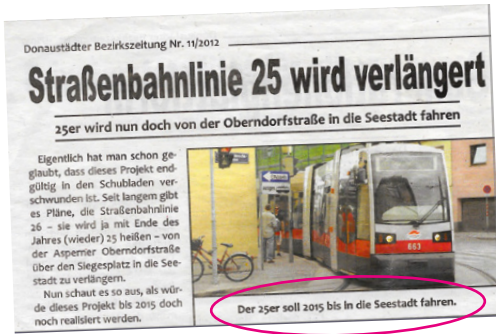 Donaustädter Bezirkszeitung Nr. 11/2012
Straßenbahnlinie 25 wird verlängert
25er wird nun doch von der Oberndorfstraße in die Seestadt fahren
Eigentlich hat man schon ge-
glaubt, dass dieses Projekt end-
gültig in den Schubladen ver-
schwunden ist. Seit langem gibt
es Pläne, die Straßenbahnlinie
26 – sie wird ja mit Ende des
Jahres (wieder) 25 heißen – von
der Asperner Oberndorfstraße
über den Siegesplatz in die See-
stadt zu verlängern.
Nun schaut es so aus, als wür-
de dieses Projekt bis 2015 doch
noch realisiert werden.
663
Der 25er soll 2015 bis in die Seestadt fahren.